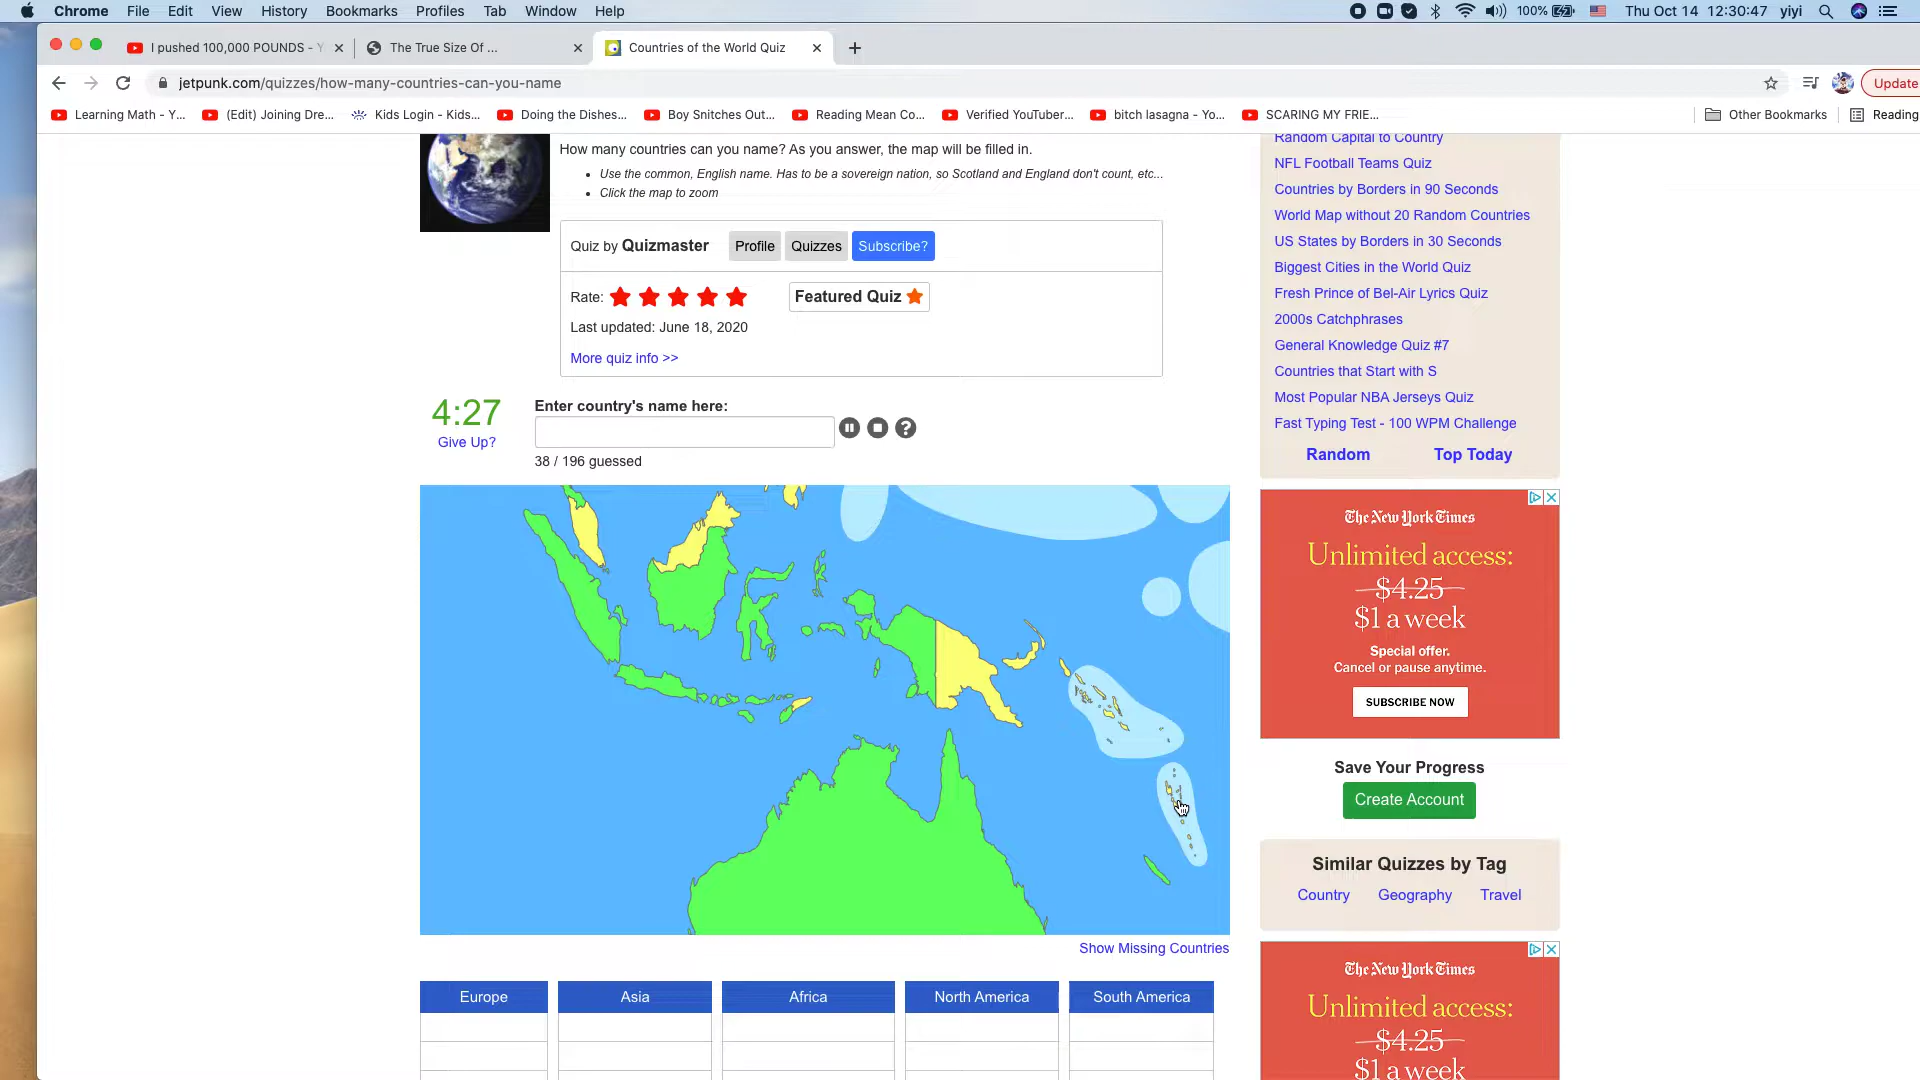 Chrome File Edit View History Bookmarks Profiles Tab Window Help 100% Thu Oct 14 12:30:47 yiyi
I pushed 100,000 POUNDS - Y
The True Size Of ...
Countries of the World Quiz
jetpunk.com/quizzes/how-many-countries-can-you-name
Update
Learning Math - Y...
(Edit) Joining Dre...
Kids Login - Kids...
Doing the Dishes...
Boy Snitches Out...
Reading Mean Co...
Verified YouTuber...
bitch lasagna - Yo...
SCARING MY FRIE...
Other Bookmarks
Reading
How many countries can you name? As you answer, the map will be filled in.
• Use the common, English name. Has to be a sovereign nation, so Scotland and England don't count, etc...
• Click the map to zoom
Quiz by Quizmaster Profile Quizzes Subscribe?
Rate: Featured Quiz
Last updated: June 18, 2020
More quiz info >>
4:27
Give Up?
Enter country's name here:
38 / 196 guessed
Show Missing Countries
Europe Asia Africa North America South America
Random Capital to Country
NFL Football Teams Quiz
Countries by Borders in 90 Seconds
World Map without 20 Random Countries
US States by Borders in 30 Seconds
Biggest Cities in the World Quiz
Fresh Prince of Bel-Air Lyrics Quiz
2000s Catchphrases
General Knowledge Quiz #7
Countries that Start with S
Most Popular NBA Jerseys Quiz
Fast Typing Test - 100 WPM Challenge
Random Top Today
The New York Times
Unlimited access:
$4.25
$1 a week
Special offer.
Cancel or pause anytime.
SUBSCRIBE NOW
Save Your Progress
Create Account
Similar Quizzes by Tag
Country Geography Travel
The New York Times
Unlimited access:
$4.25
$1 a week